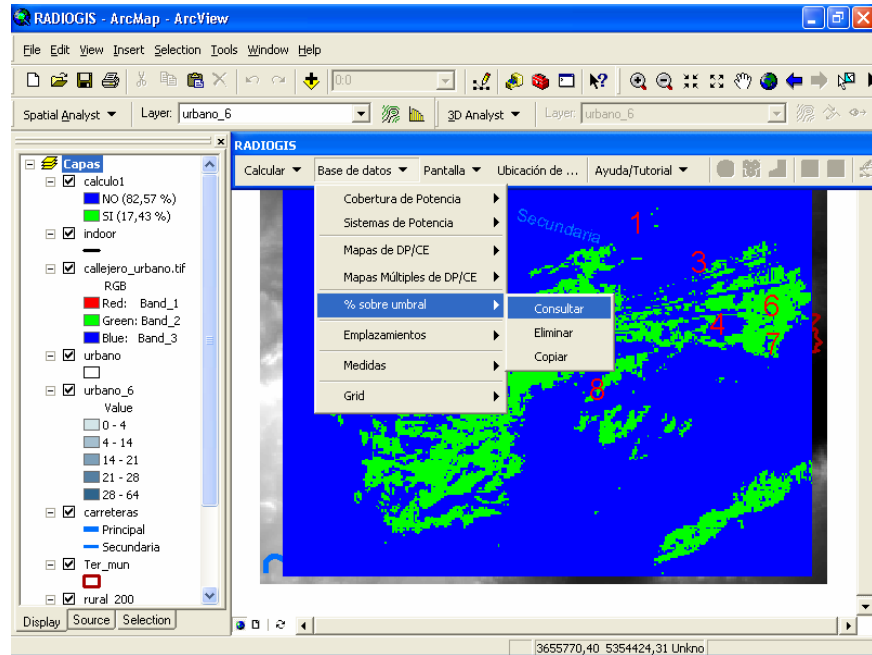 RADIOGIS - ArcMap - ArcView
File Edit View Insert Selection Tools Window Help
0:0
Spatial Analyst Layer: urbano_6 3D Analyst Layer: urbano_6
RADIOGIS
Calcular Base de datos Pantalla Ubicación de ... Ayuda/Tutorial
Capas
calculo1
NO (82,57 %)
SI (17,43 %)
indoor
callejero_urbano.tif
RGB
Red: Band_1
Green: Band_2
Blue: Band_3
urbano
urbano_6
Value
0 - 4
4 - 14
14 - 21
21 - 28
28 - 64
carreteras
Principal
Secundaria
Ter_mun
rural 200
Display Source Selection
Cobertura de Potencia
Sistemas de Potencia
Mapas de DP/CE
Mapas Múltiples de DP/CE
% sobre umbral
Emplazamientos
Medidas
Grid
Consultar
Eliminar
Copiar
Secundaria
1
3
6
4
7
8
3655770,40 5354424,31 Unkno